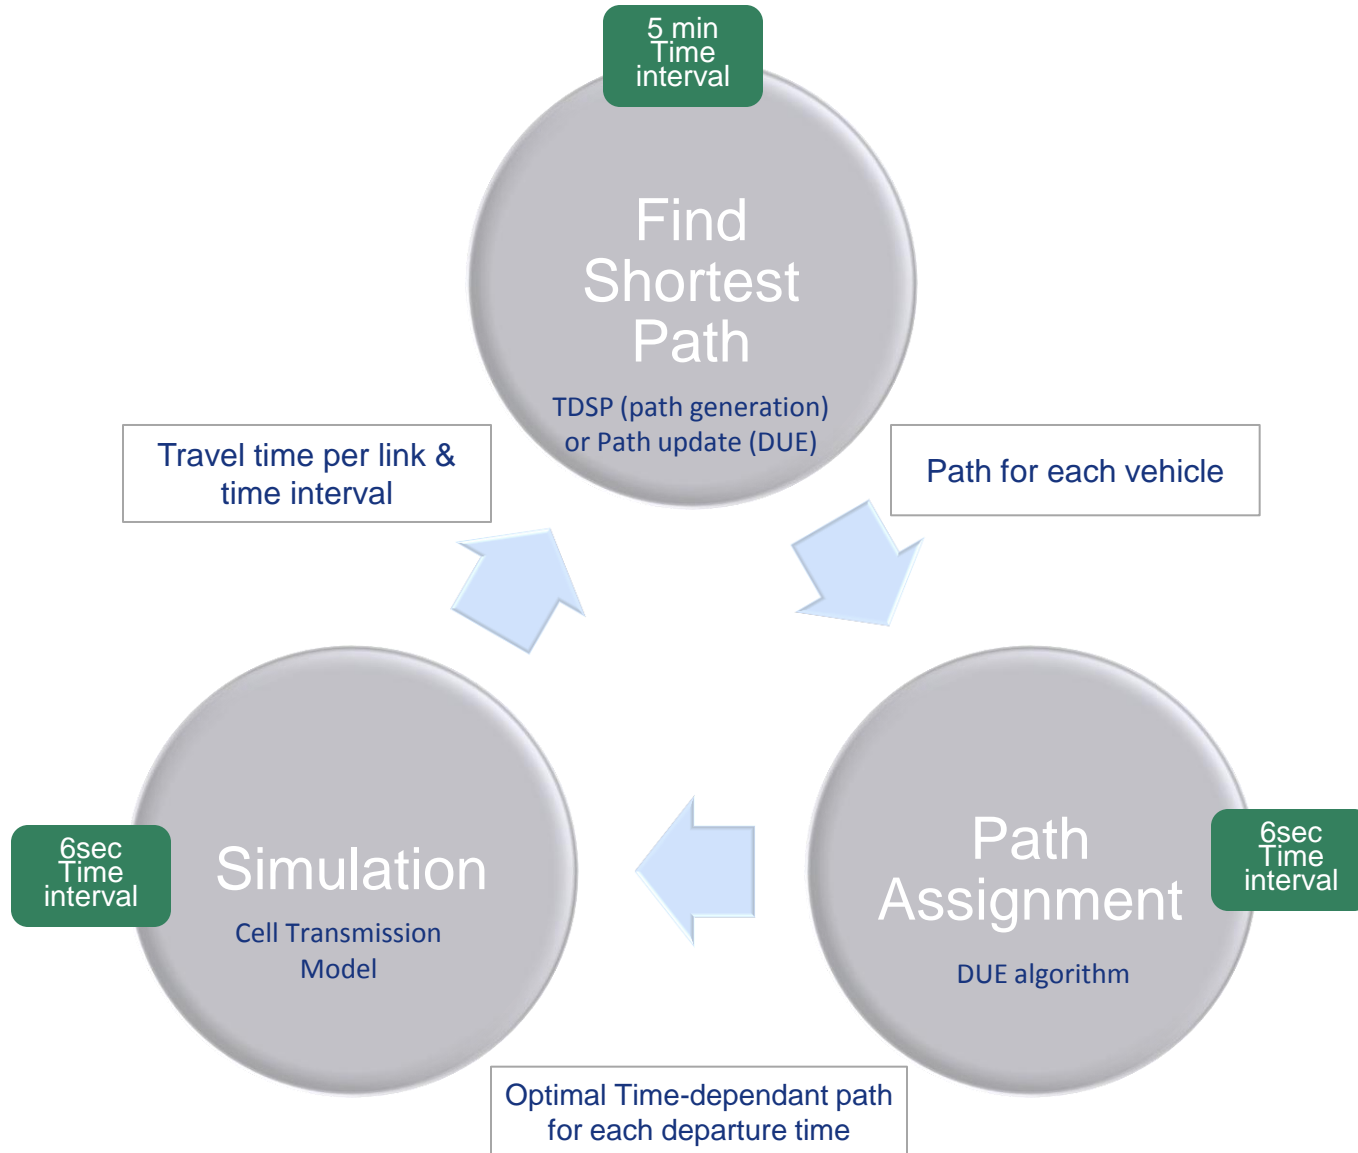 5 min
Time
interval
Find
Shortest
Path
TDSP (path generation)
or Path update (DUE)
Travel time per link &
time interval
Path for each vehicle
6sec
Time
interval
Simulation
Cell Transmission
Model
Path
Assignment
DUE algorithm
6sec
Time
interval
Optimal Time-dependant path
for each departure time